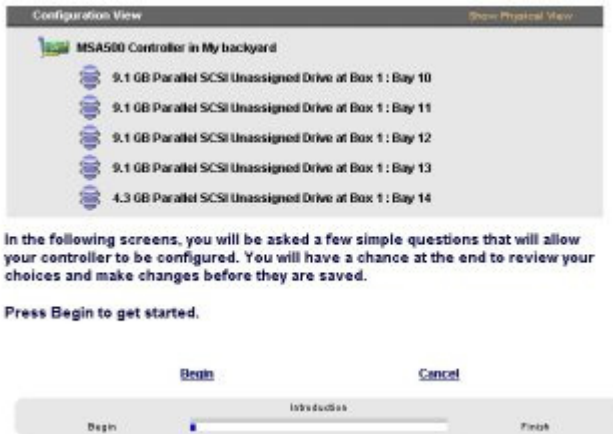 Configuration View Show Physical View
MSA500 Controller in My backyard
9.1 GB Parallel SCSI Unassigned Drive at Box 1 : Bay 10
9.1 GB Parallel SCSI Unassigned Drive at Box 1 : Bay 11
9.1 GB Parallel SCSI Unassigned Drive at Box 1 : Bay 12
9.1 GB Parallel SCSI Unassigned Drive at Box 1 : Bay 13
4.3 GB Parallel SCSI Unassigned Drive at Box 1 : Bay 14
In the following screens, you will be asked a few simple questions that will allow
your controller to be configured. You will have a chance at the end to review your
choices and make changes before they are saved.
Press Begin to get started.
Begin Cancel
Introduction
Begin Finish